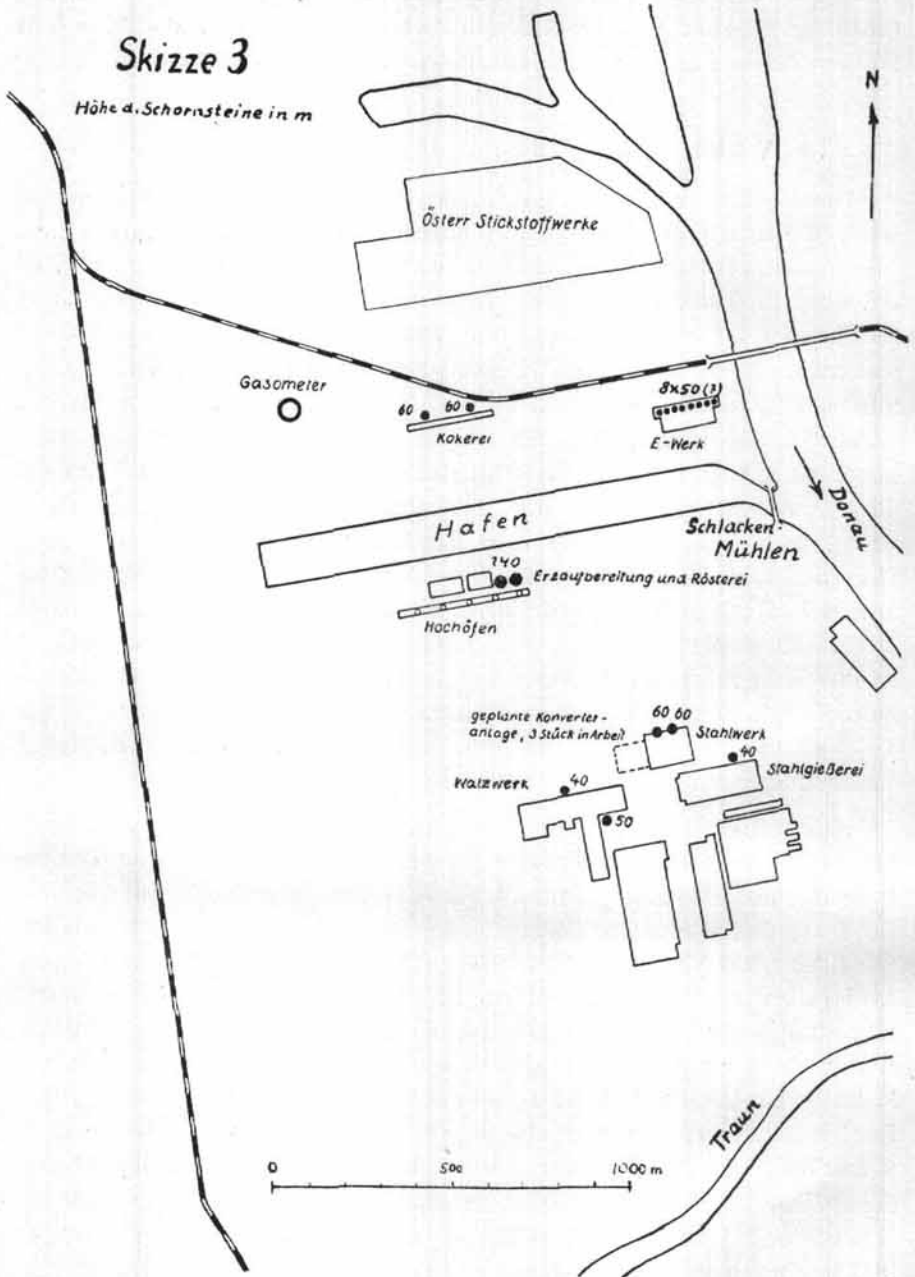 Skizze 3
Höhe d. Schornsteine in m
N
Österr Stickstoffwerke
Gasometer
60 60
Kokerei
8x50 (?)
E-Werk
Donau
Hafen
Schlacken-
Mühlen
240 Erzaufbereitung und Rösterei
Hochöfen
geplante Konverter-
anlage, 3 Stück in Arbeit
60 60
Stahlwerk
40
Stahlgießerei
Walzwerk 40
50
Traun
0 500 1000 m